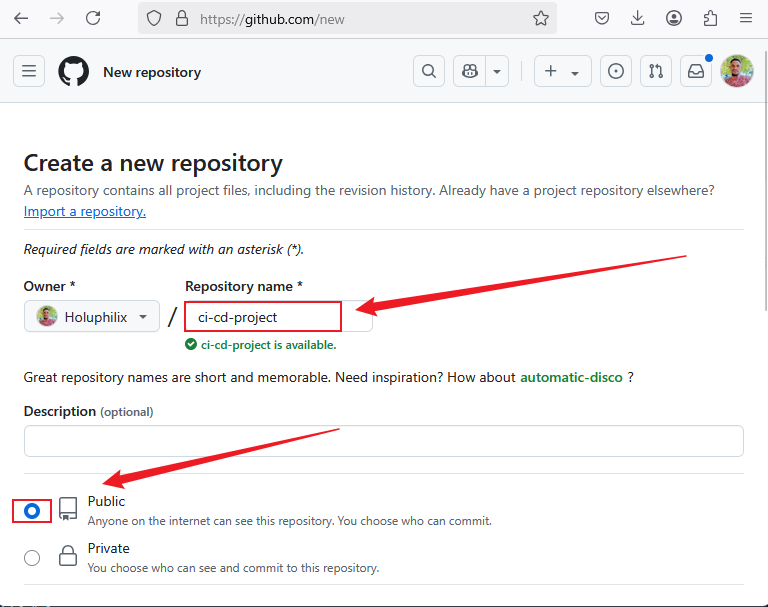 https://github.com/new
New repository
Create a new repository
A repository contains all project files, including the revision history. Already have a project repository elsewhere?
Import a repository.
Required fields are marked with an asterisk (*).
Owner * Repository name *
Holuphilix / ci-cd-project
ci-cd-project is available.
Great repository names are short and memorable. Need inspiration? How about automatic-disco ?
Description (optional)
Public
Anyone on the internet can see this repository. You choose who can commit.
Private
You choose who can see and commit to this repository.